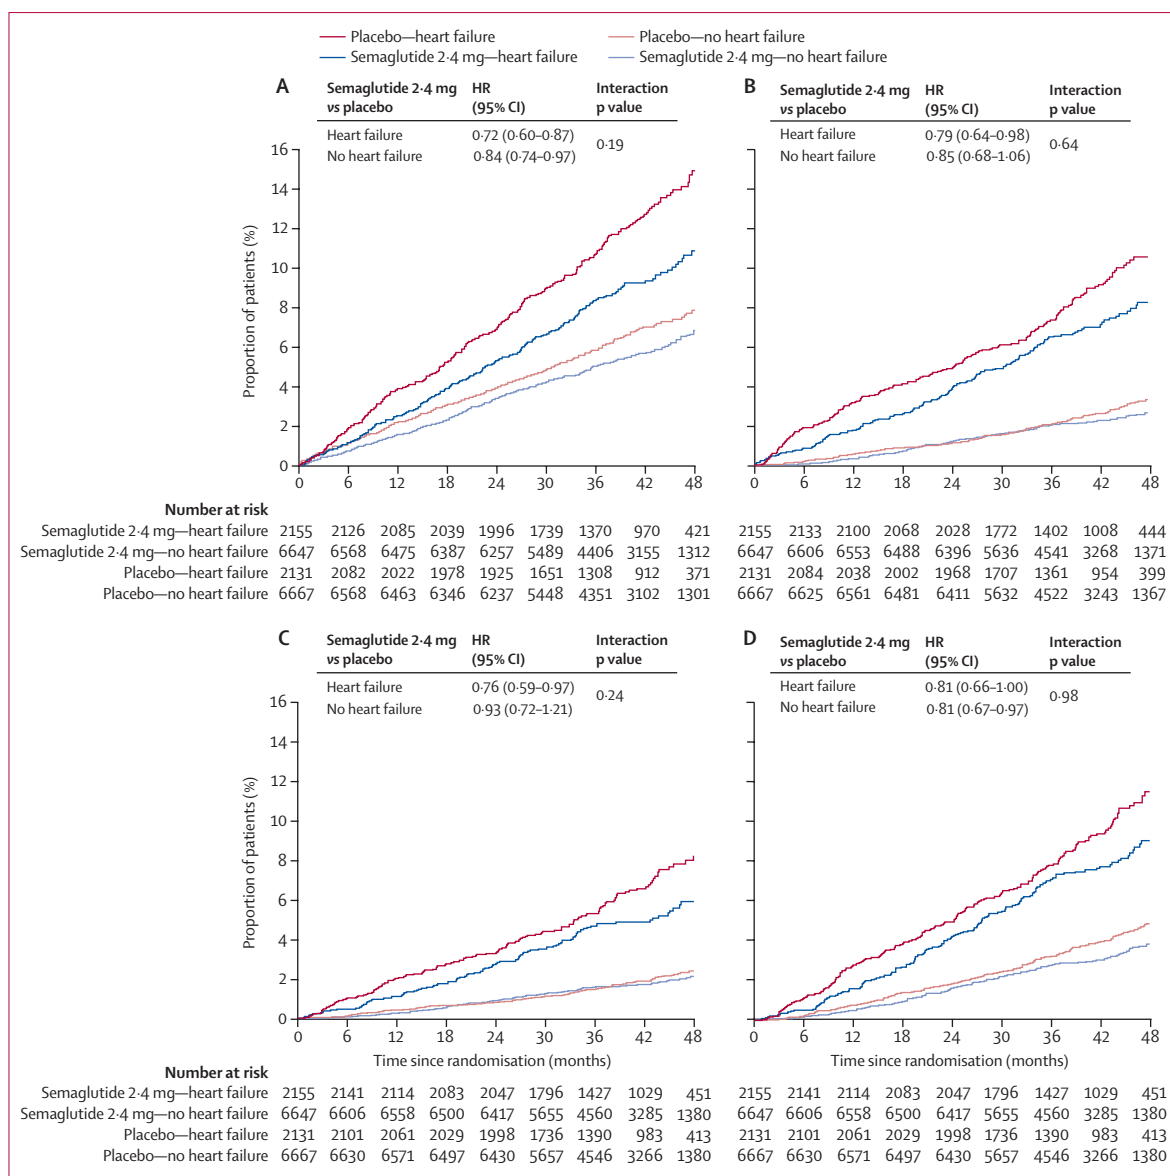 Placebo—heart failure Placebo—no heart failure
Semaglutide 2·4 mg—heart failure Semaglutide 2·4 mg—no heart failure
A
Semaglutide 2·4 mg HR Interaction
vs placebo (95% CI) p value
Heart failure 0·72 (0·60–0·87)
0·19
No heart failure 0·84 (0·74–0·97)
16
14
12
10
8
6
4
2
0
Proportion of patients (%)
0 6 12 18 24 30 36 42 48
B
Semaglutide 2·4 mg HR Interaction
vs placebo (95% CI) p value
Heart failure 0·79 (0·64–0·98)
0·64
No heart failure 0·85 (0·68–1·06)
0 6 12 18 24 30 36 42 48
Number at risk
Semaglutide 2·4 mg—heart failure 2155 2126 2085 2039 1996 1739 1370 970 421 2155 2133 2100 2068 2028 1772 1402 1008 444
Semaglutide 2·4 mg—no heart failure 6647 6568 6475 6387 6257 5489 4406 3155 1312 6647 6606 6553 6488 6396 5636 4541 3268 1371
Placebo—heart failure 2131 2082 2022 1978 1925 1651 1308 912 371 2131 2084 2038 2002 1968 1707 1361 954 399
Placebo—no heart failure 6667 6568 6463 6346 6237 5448 4351 3102 1301 6667 6625 6561 6481 6411 5632 4522 3243 1367
C
Semaglutide 2·4 mg HR Interaction
vs placebo (95% CI) p value
Heart failure 0·76 (0·59–0·97)
0·24
No heart failure 0·93 (0·72–1·21)
16
14
12
10
8
6
4
2
0
Proportion of patients (%)
0 6 12 18 24 30 36 42 48
Time since randomisation (months)
D
Semaglutide 2·4 mg HR Interaction
vs placebo (95% CI) p value
Heart failure 0·81 (0·66–1·00)
0·98
No heart failure 0·81 (0·67–0·97)
0 6 12 18 24 30 36 42 48
Time since randomisation (months)
Number at risk
Semaglutide 2·4 mg—heart failure 2155 2141 2114 2083 2047 1796 1427 1029 451 2155 2141 2114 2083 2047 1796 1427 1029 451
Semaglutide 2·4 mg—no heart failure 6647 6606 6558 6500 6417 5655 4560 3285 1380 6647 6606 6558 6500 6417 5655 4560 3285 1380
Placebo—heart failure 2131 2101 2061 2029 1998 1736 1390 983 413 2131 2101 2061 2029 1998 1736 1390 983 413
Placebo—no heart failure 6667 6630 6571 6497 6430 5657 4546 3266 1380 6667 6630 6571 6497 6430 5657 4546 3266 1380